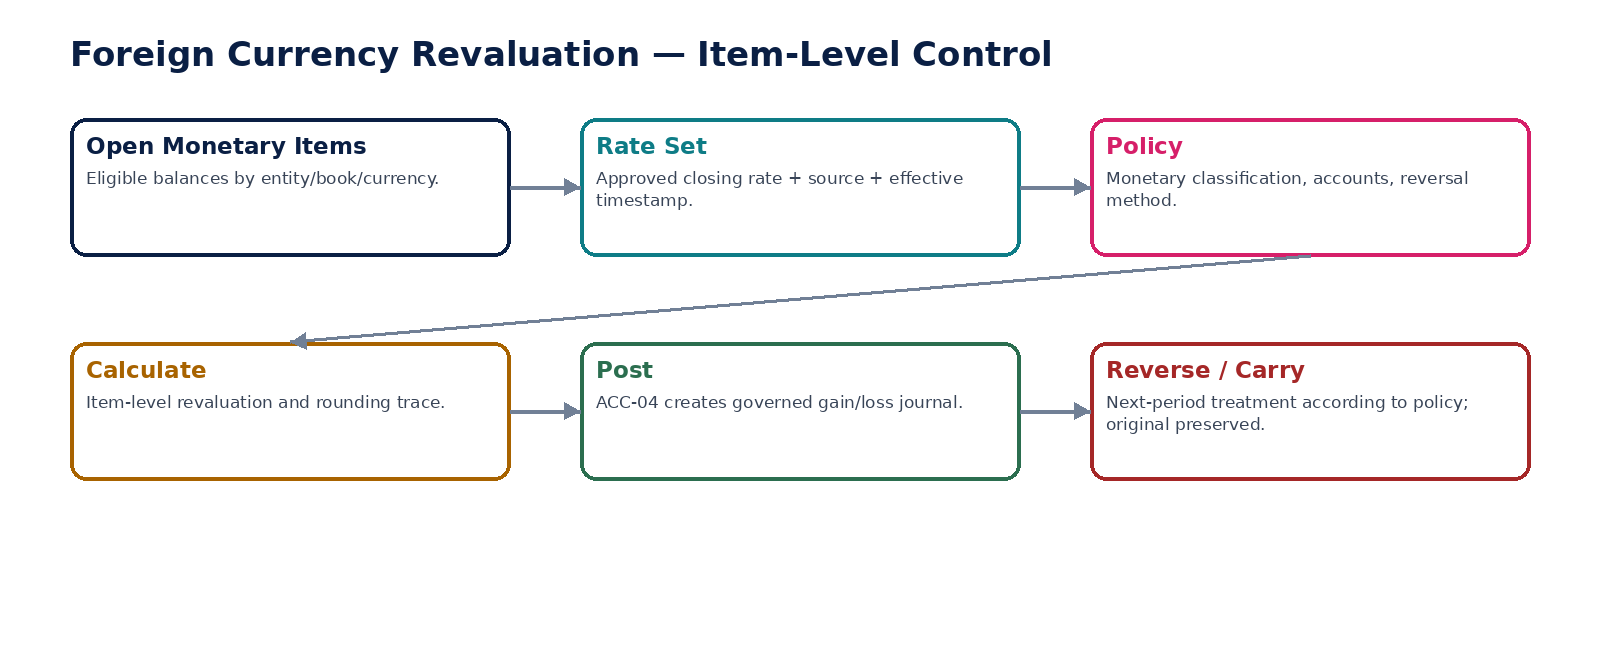 Foreign Currency Revaluation — Item-Level Control
Open Monetary Items
Eligible balances by entity/book/currency.
Rate Set
Approved closing rate + source + effective
timestamp.
Policy
Monetary classification, accounts, reversal
method.
Calculate
Item-level revaluation and rounding trace.
Post
ACC-04 creates governed gain/loss journal.
Reverse / Carry
Next-period treatment according to policy;
original preserved.